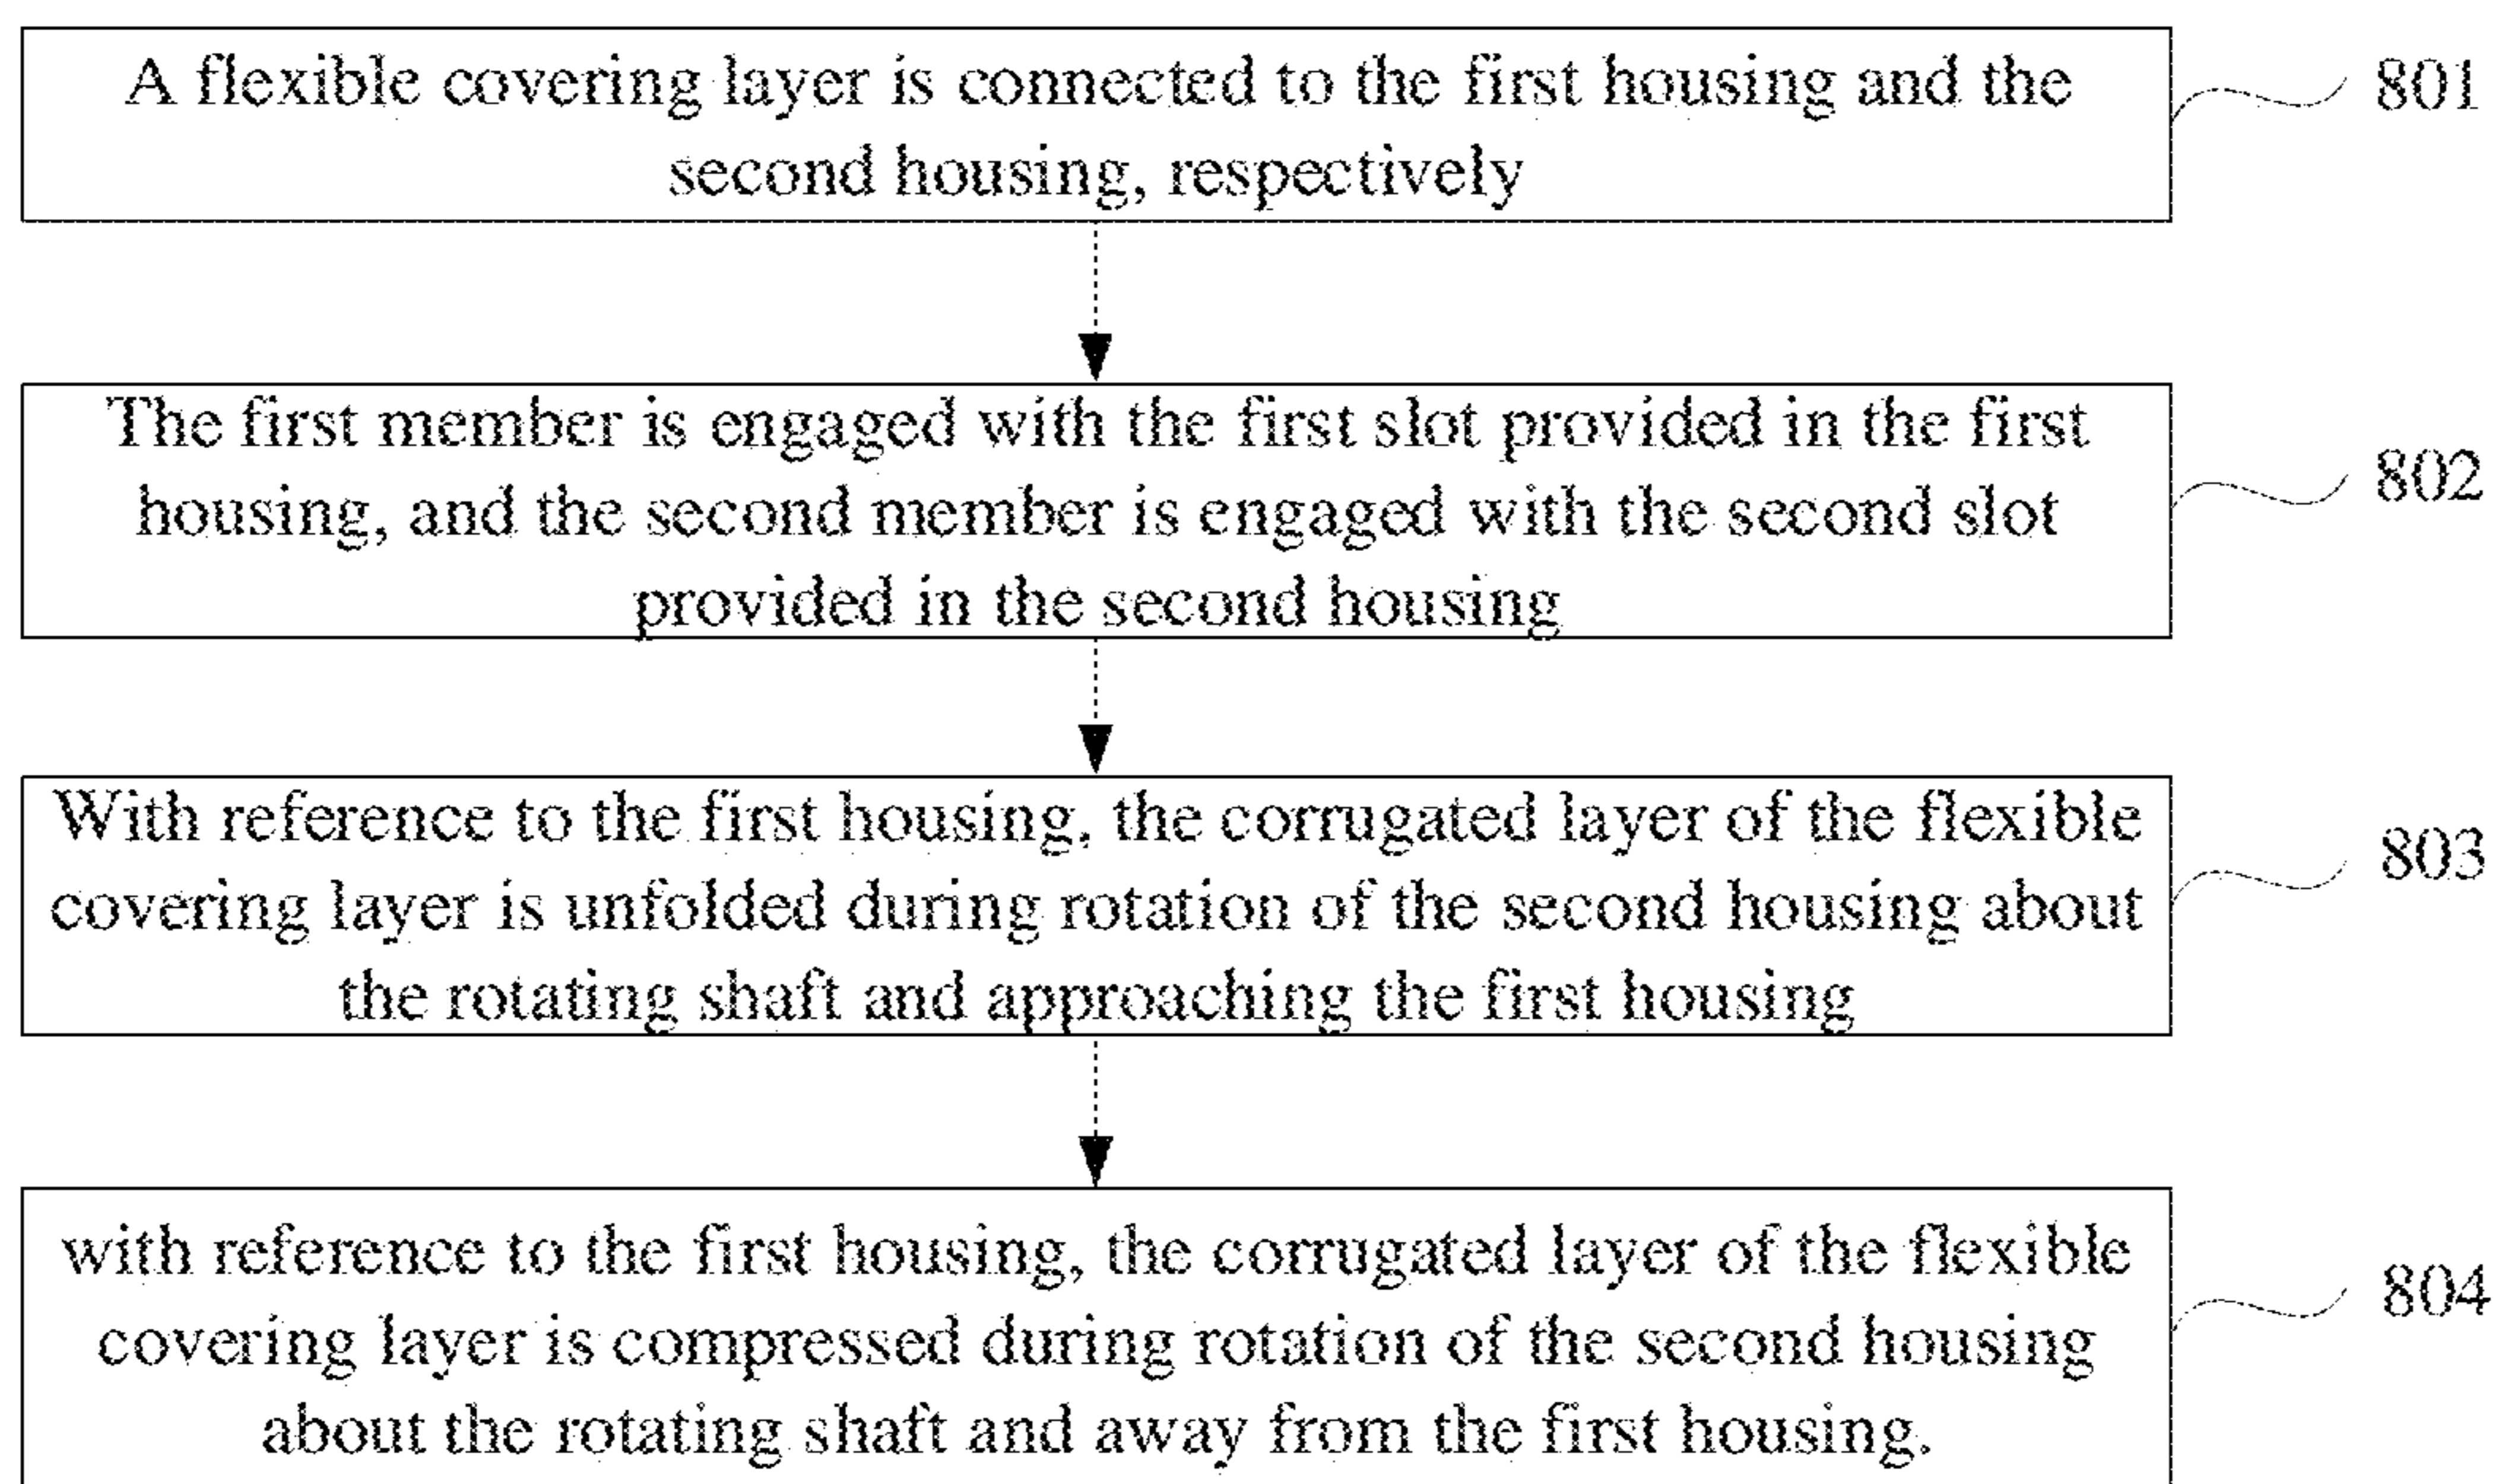 A flexible covering layer is connected to the first housing and the
second housing, respectively
801
The first member is engaged with the first slot provided in the first
housing, and the second member is engaged with the second slot
provided in the second housing
802
With reference to the first housing, the corrugated layer of the flexible
covering layer is unfolded during rotation of the second housing about
the rotating shaft and approaching the first housing
803
with reference to the first housing, the corrugated layer of the flexible
covering layer is compressed during rotation of the second housing
about the rotating shaft and away from the first housing.
804